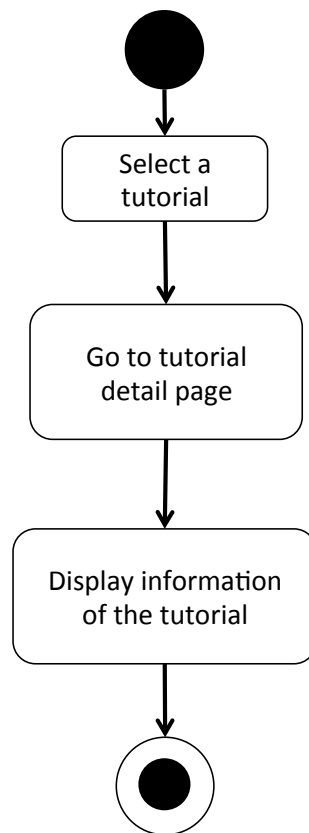 Select a
tutorial
Go to tutorial
detail page
Display information
of the tutorial